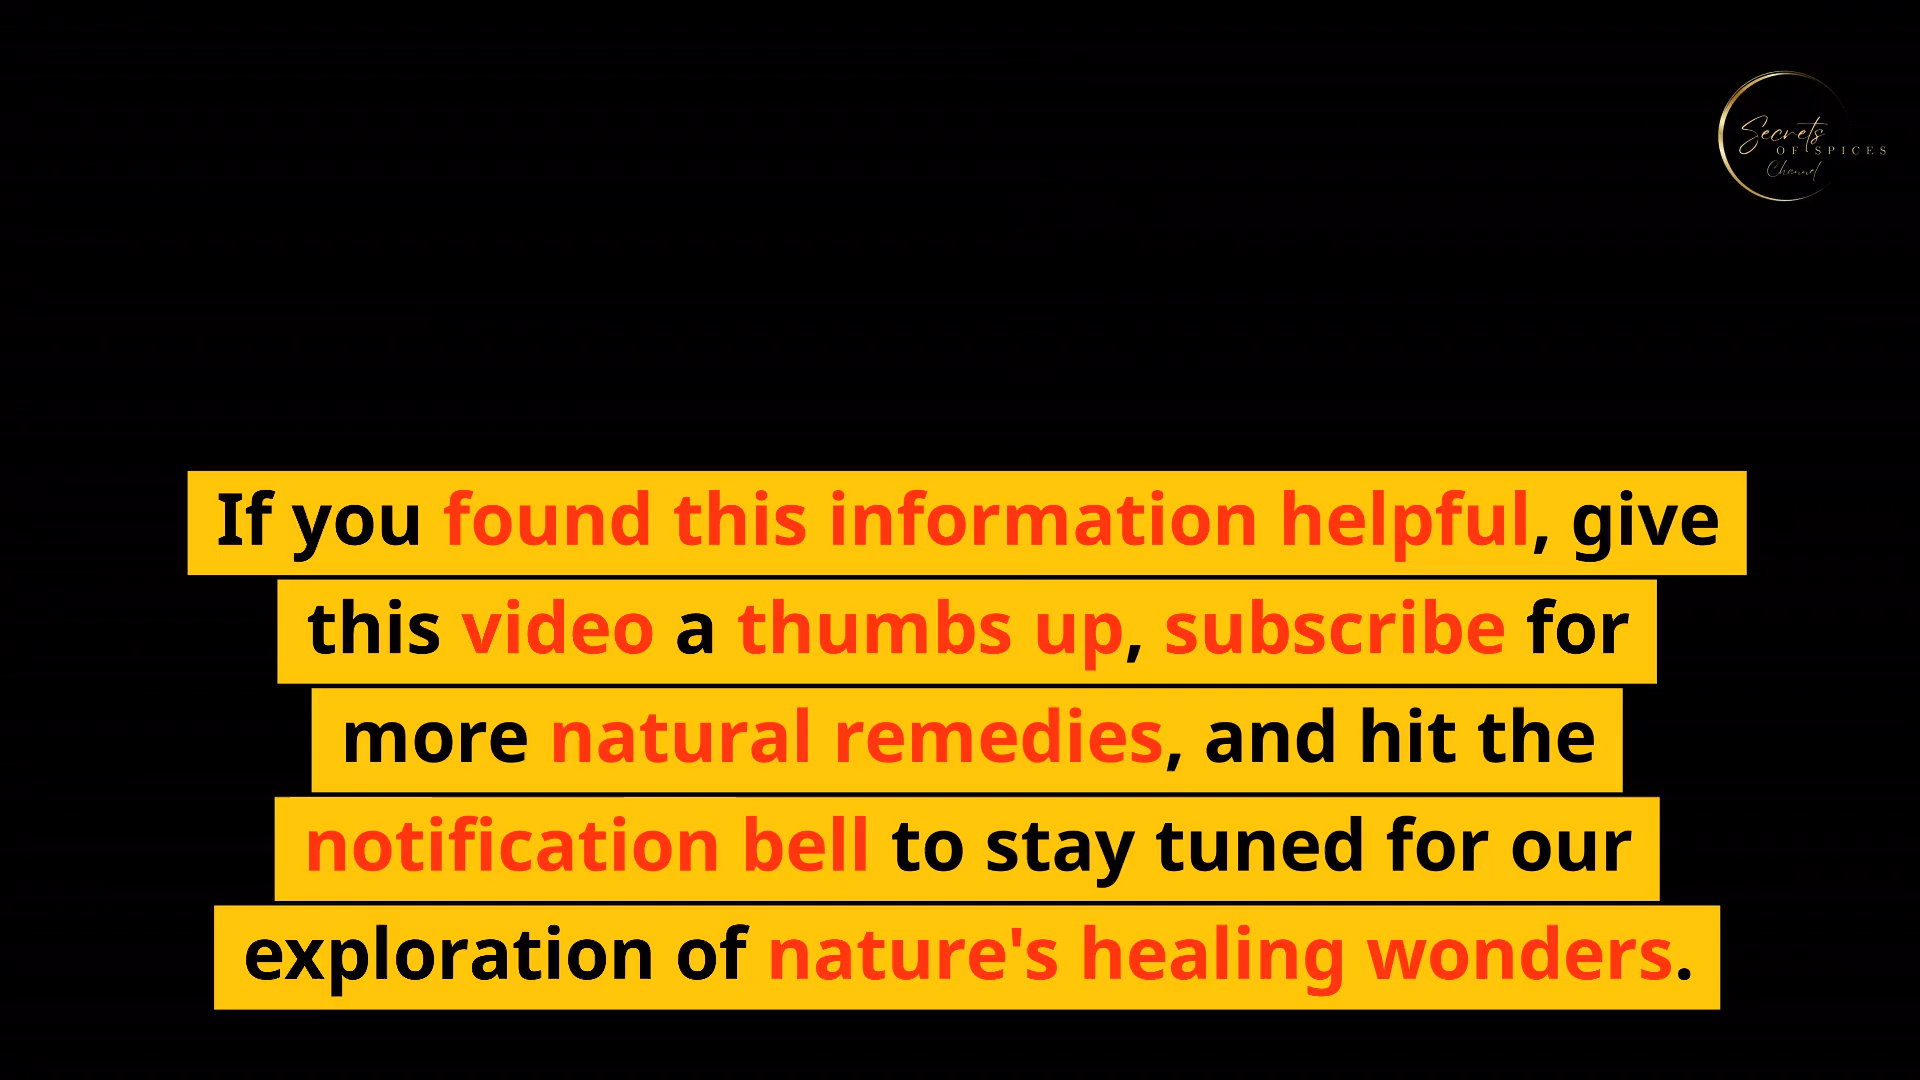 Secrets
OF SPICES
Channel
If you found this information helpful, give
this video a thumbs up, subscribe for
more natural remedies, and hit the
notification bell to stay tuned for our
exploration of nature's healing wonders.